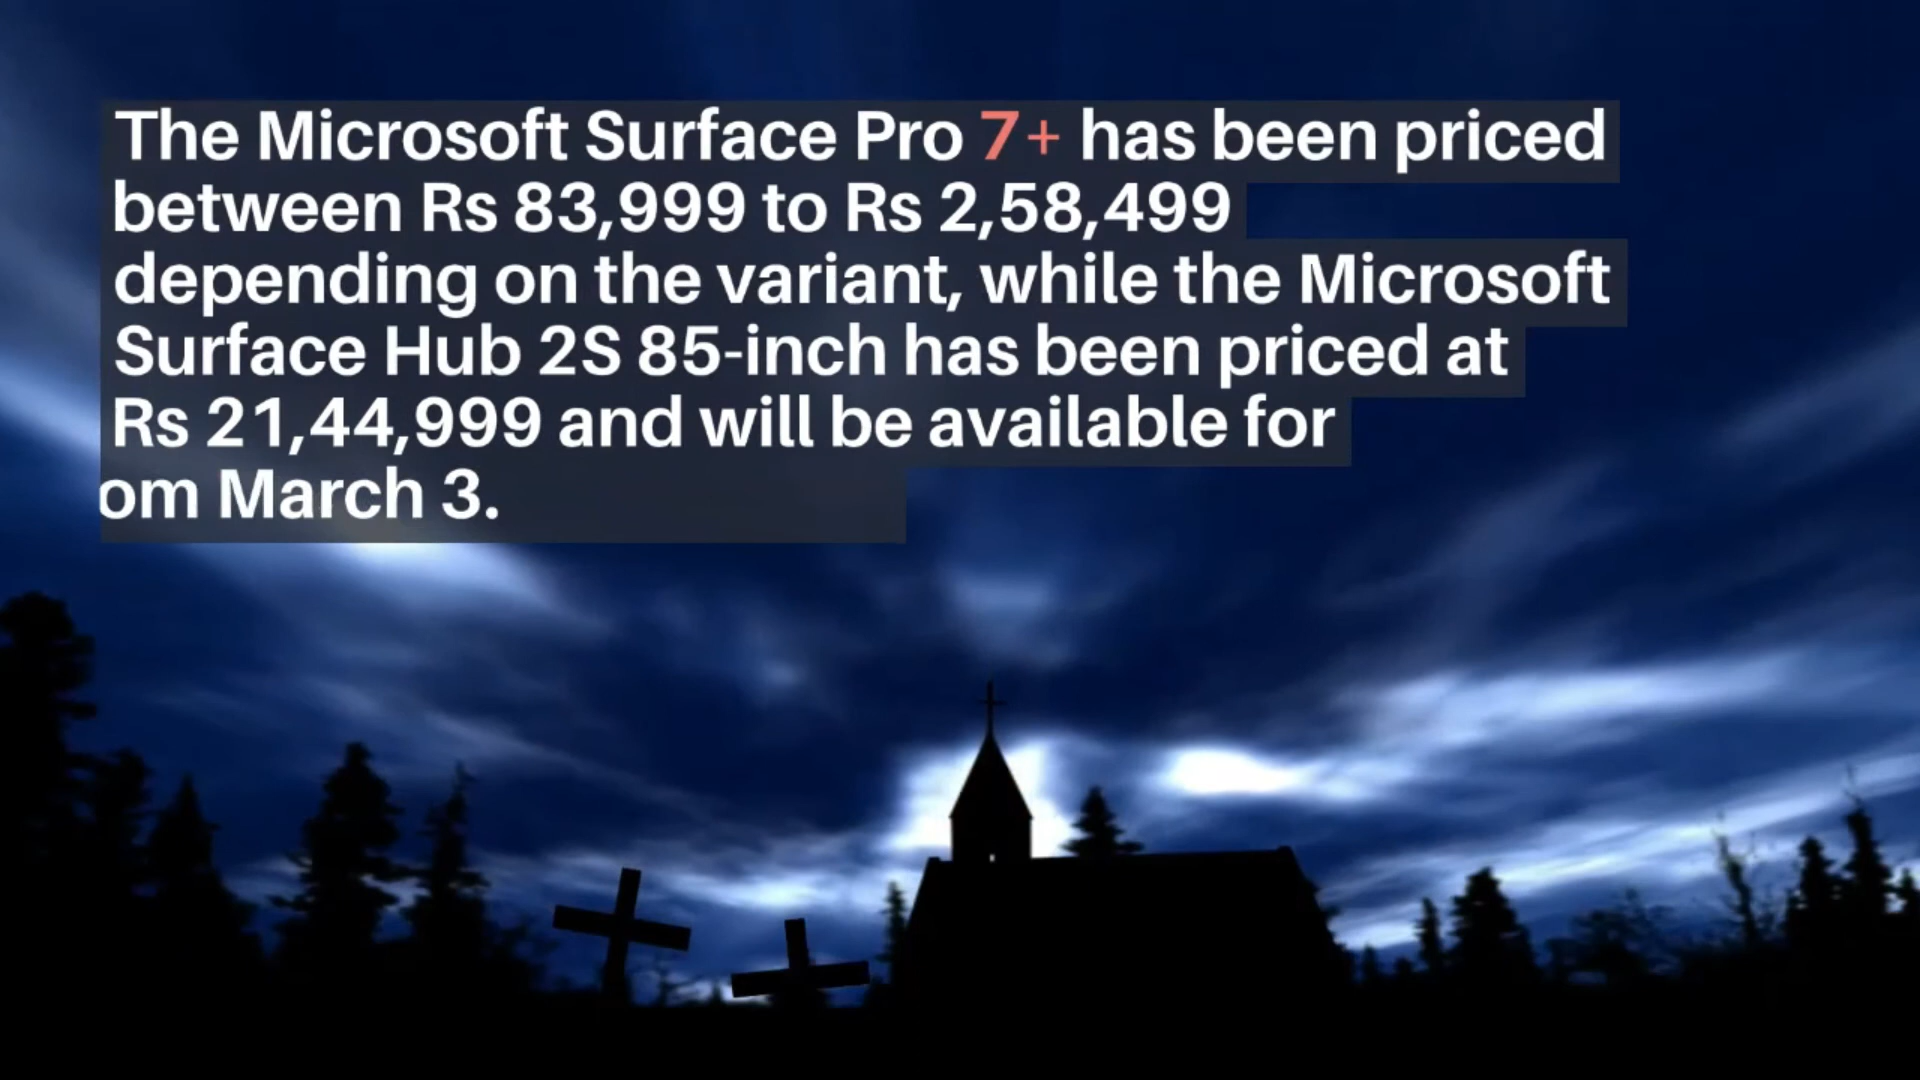 The Microsoft Surface Pro 7+ has been priced
between Rs 83,999 to Rs 2,58,499
depending on the variant, while the Microsoft
Surface Hub 2S 85-inch has been priced at
Rs 21,44,999 and will be available for
om March 3.